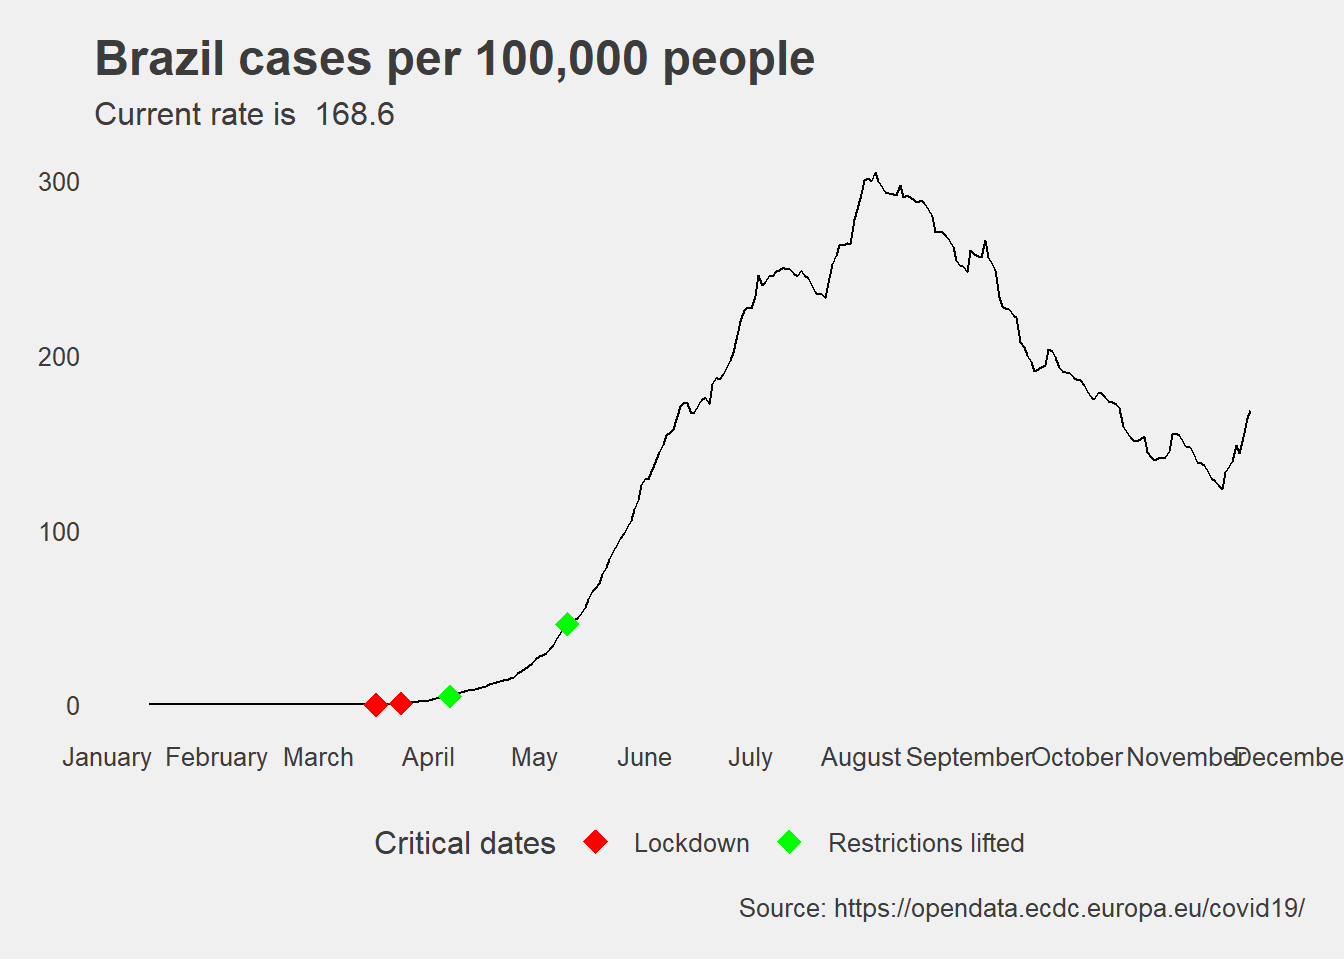 Brazil cases per 100,000 people
Current rate is  168.6
300
200
100
0
January February March April May June July August September October November December
Critical dates Lockdown Restrictions lifted
Source: https://opendata.ecdc.europa.eu/covid19/